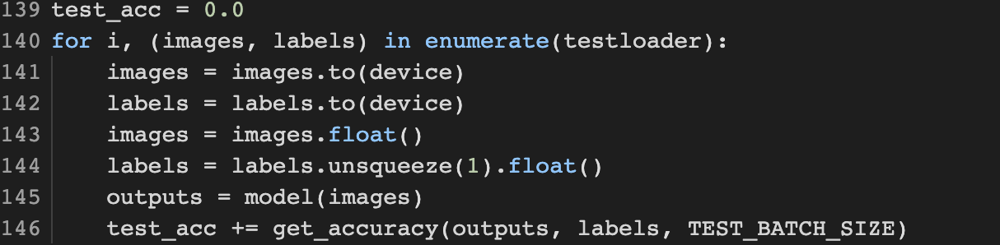 139 test_acc = 0.0
140 for i, (images, labels) in enumerate(testloader):
141     images = images.to(device)
142     labels = labels.to(device)
143     images = images.float()
144     labels = labels.unsqueeze(1).float()
145     outputs = model(images)
146     test_acc += get_accuracy(outputs, labels, TEST_BATCH_SIZE)